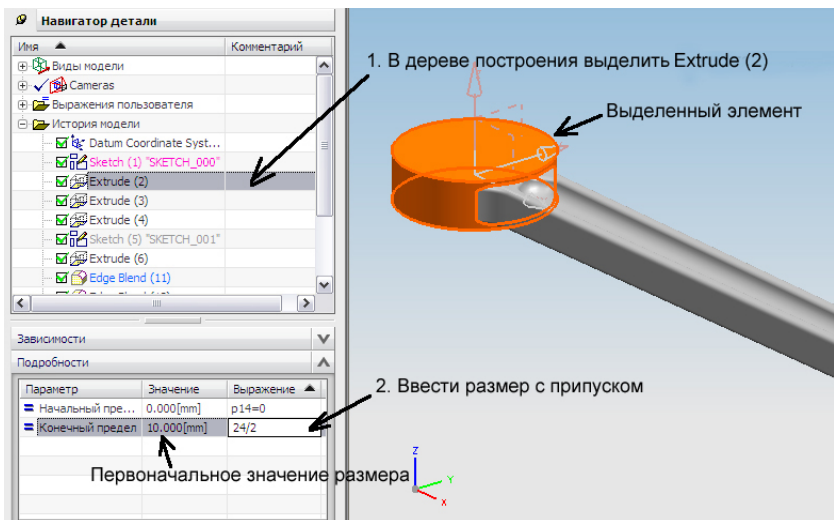 Навигатор детали
Имя Комментарий
Виды модели
Cameras
Выражения пользователя
История модели
Datum Coordinate Syst...
Sketch (1) "SKETCH_000"
Extrude (2)
Extrude (3)
Extrude (4)
Sketch (5) "SKETCH_001"
Extrude (6)
Edge Blend (11)
Зависимости
Подробности
Параметр Значение Выражение
Начальный пре... 0.000[mm] p14=0
Конечный предел 10.000[mm] 24/2
1. В дереве построения выделить Extrude (2)
Выделенный элемент
2. Ввести размер с припуском
Первоначальное значение размера
Z
Y
X